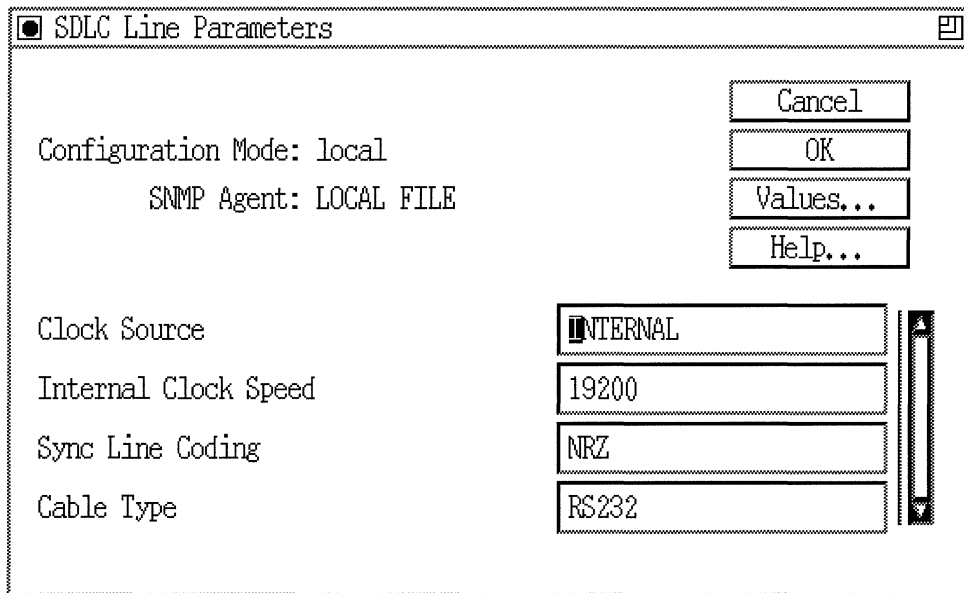 SDLC Line Parameters
Cancel
Configuration Mode: local
OK
SNMP Agent: LOCAL FILE
Values...
Help...
Clock Source
INTERNAL
Internal Clock Speed
19200
Sync Line Coding
NRZ
Cable Type
RS232